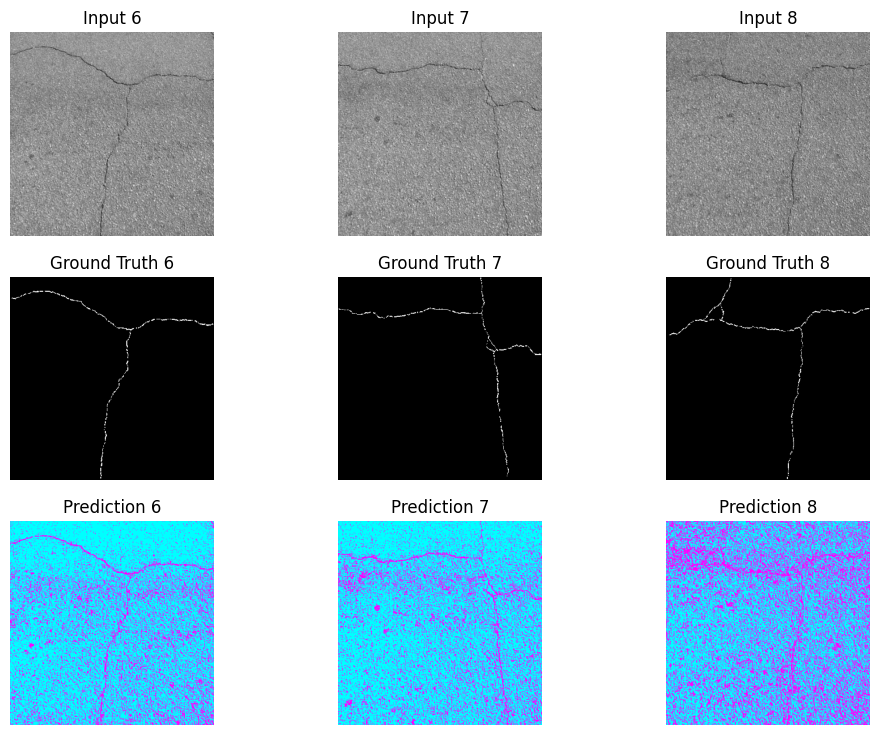 Input 6
Input 7
Input 8
Ground Truth 6
Ground Truth 7
Ground Truth 8
Prediction 6
Prediction 7
Prediction 8